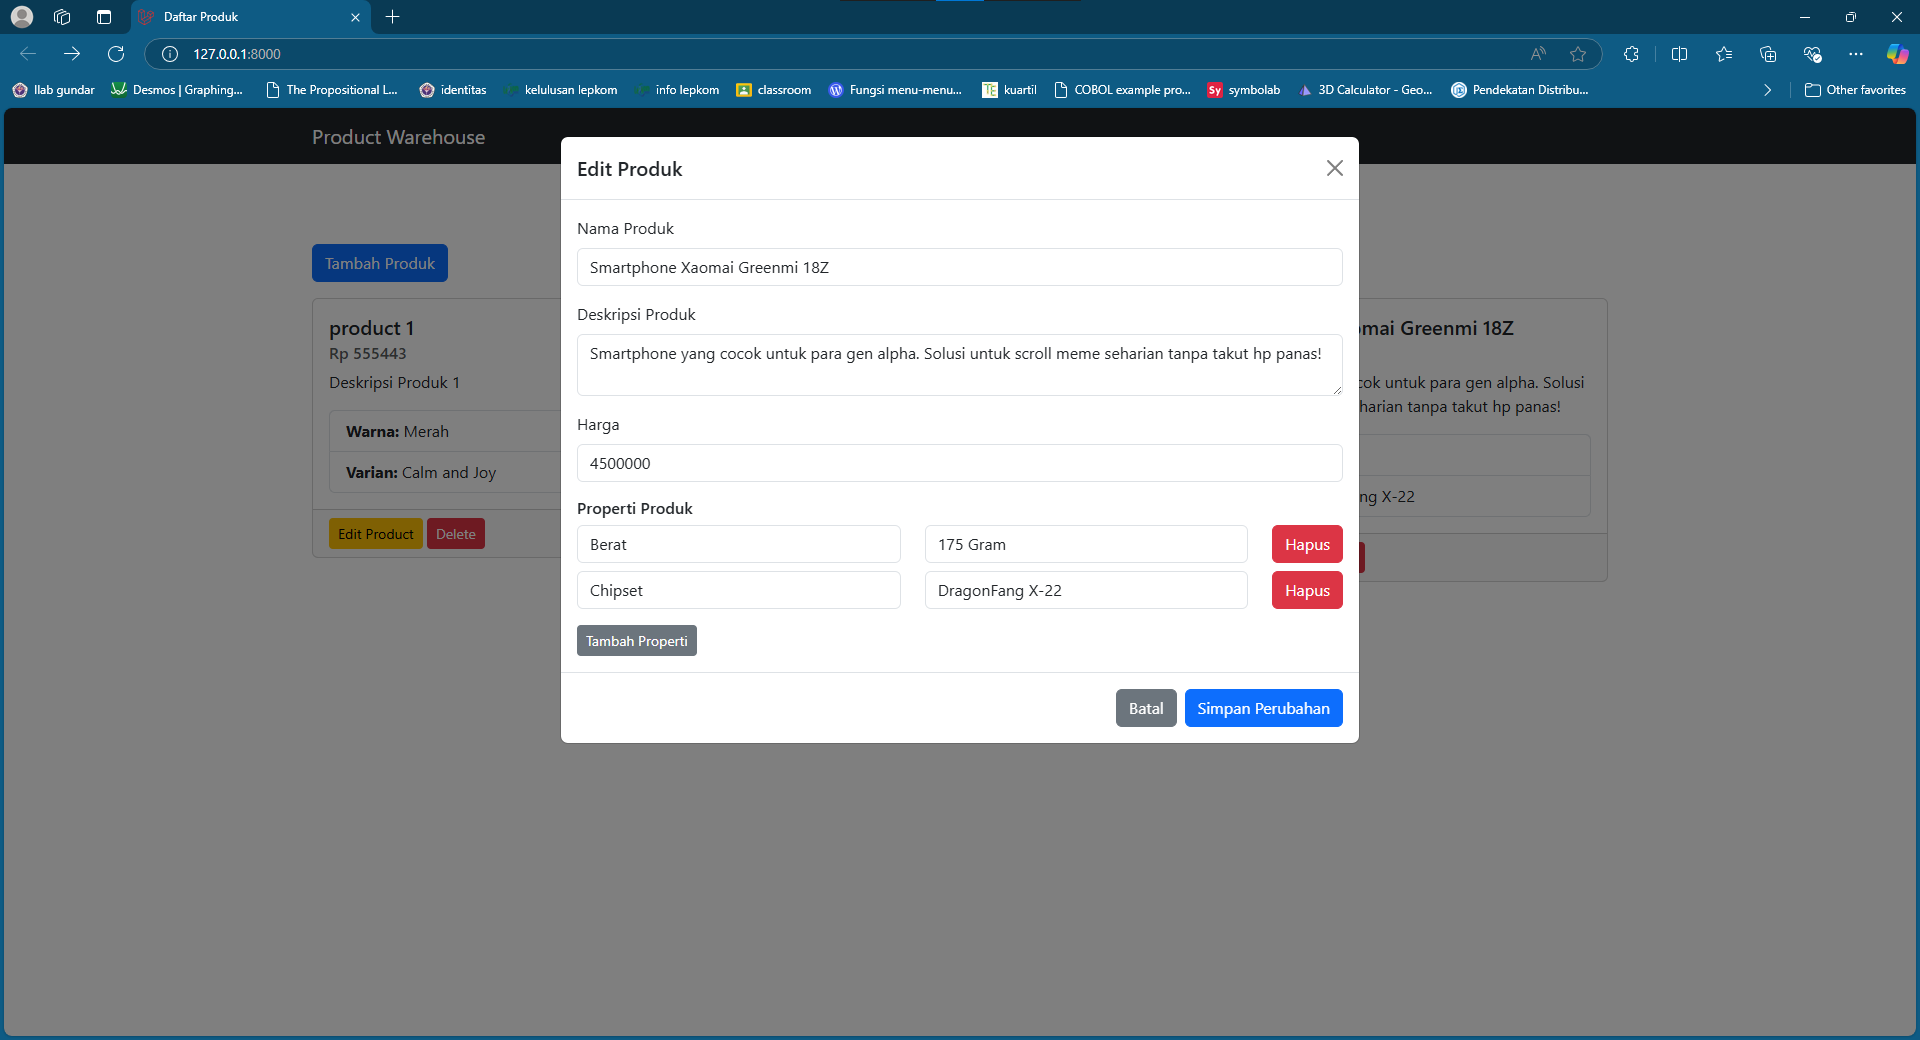 Daftar Produk
127.0.0.1:8000
Ilab gundar
Desmos | Graphing...
The Propositional L...
identitas
kelulusan lepkom
info lepkom
classroom
Fungsi menu-menu...
TE kuartil
COBOL example pro...
Sy symbolab
3D Calculator - Geo...
Pendekatan Distribu...
Other favorites
Product Warehouse
Tambah Produk
product 1
Rp 555443
Deskripsi Produk 1
Warna: Merah
Varian: Calm and Joy
Edit Product
Delete
Edit Produk
Nama Produk
Smartphone Xaomai Greenmi 18Z
Deskripsi Produk
Smartphone yang cocok untuk para gen alpha. Solusi untuk scroll meme seharian tanpa takut hp panas!
Harga
4500000
Properti Produk
Berat
175 Gram
Hapus
Chipset
DragonFang X-22
Hapus
Tambah Properti
Batal
Simpan Perubahan
omai Greenmi 18Z
cok untuk para gen alpha. Solusi
harian tanpa takut hp panas!
ng X-22